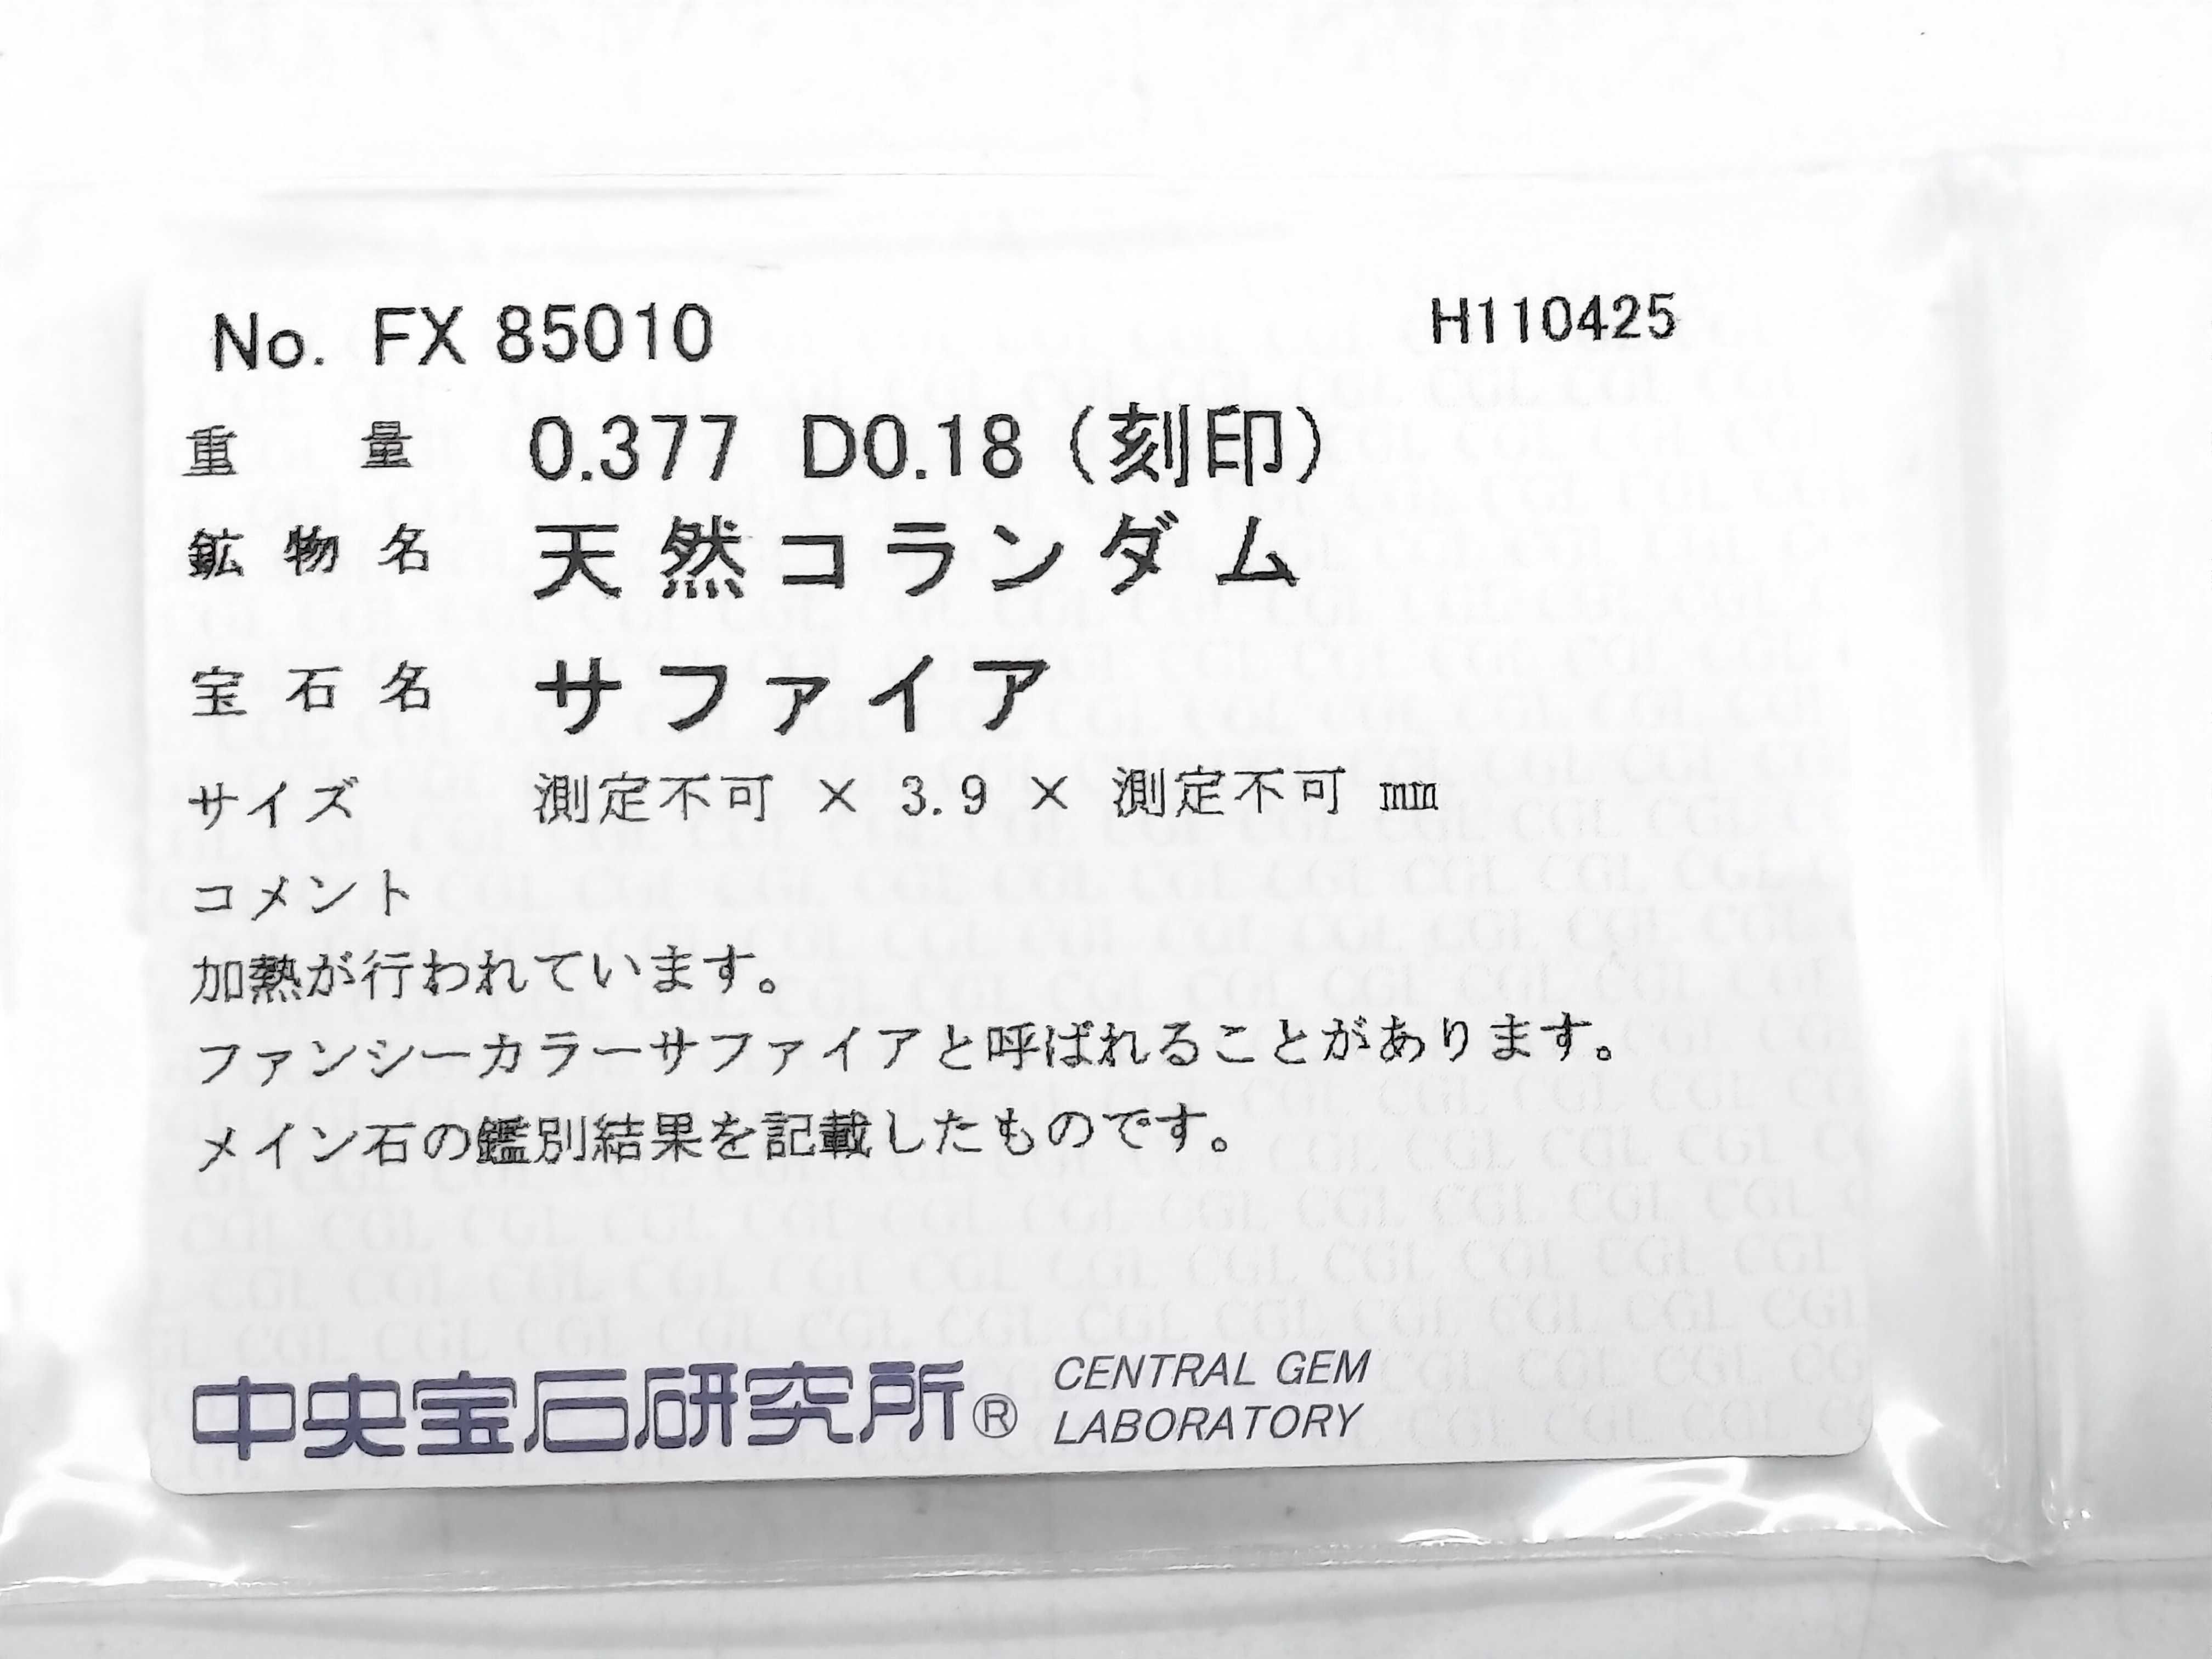 No. FX 85010 H110425
重量 0.377 D0.18（刻印）
鉱物名 天然コランダム
宝石名 サファイア
サイズ 測定不可 × 3.9 × 測定不可 ㎜
コメント
加熱が行われています。
ファンシーカラーサファイアと呼ばれることがあります。
メイン石の鑑別結果を記載したものです。
中央宝石研究所® CENTRAL GEM
LABORATORY